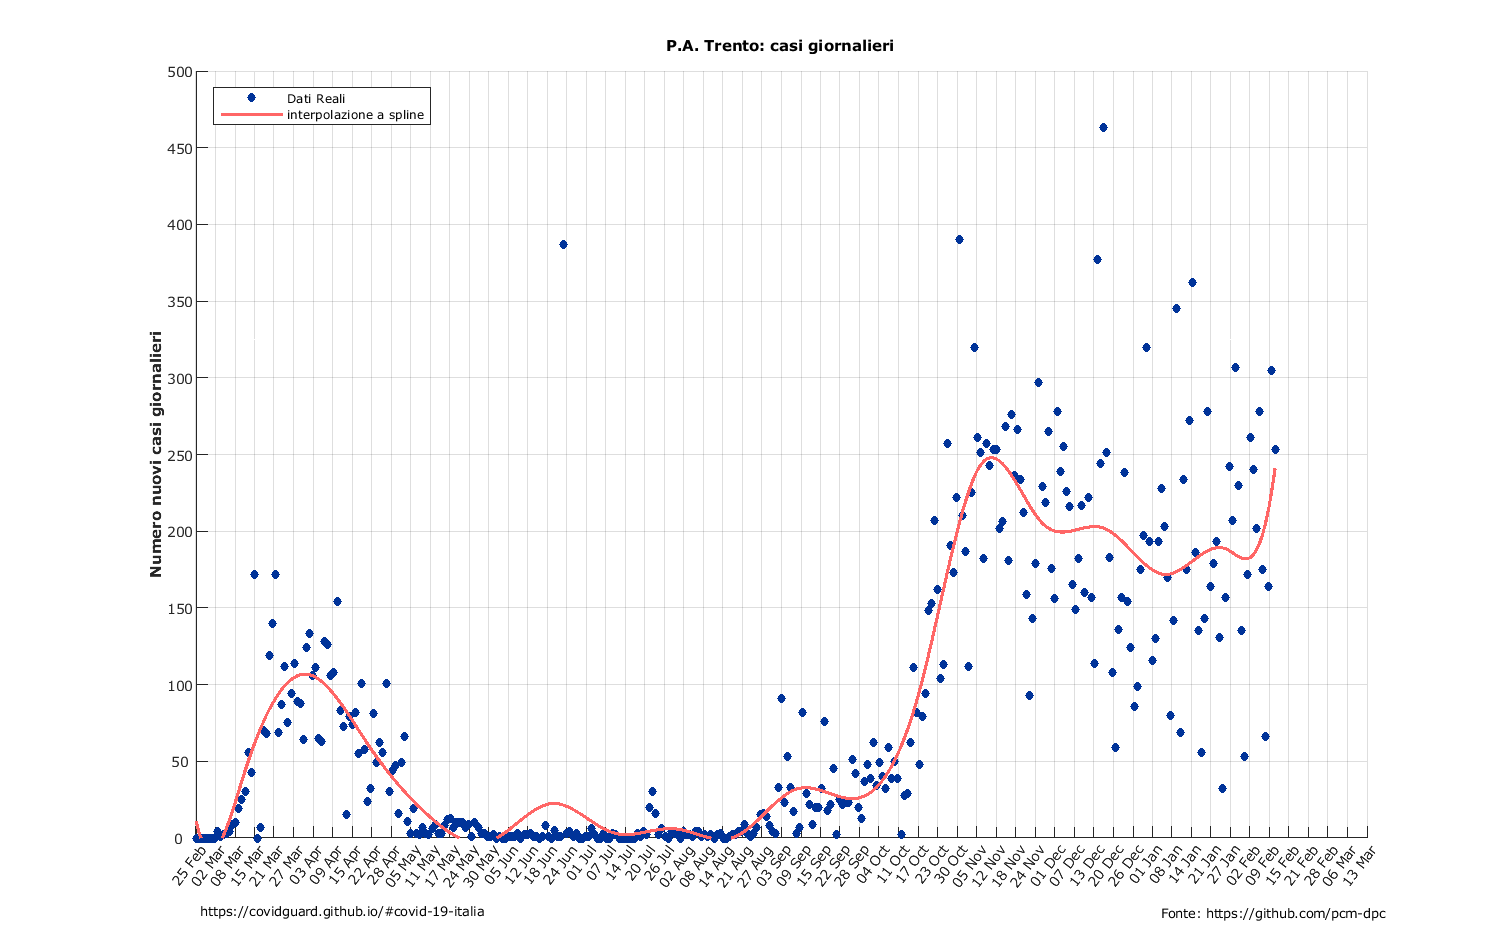 P.A. Trento: casi giornalieri
Dati Reali
interpolazione a spline
Numero nuovi casi giornalieri
500
450
400
350
300
250
200
150
100
50
0
25 Feb
02 Mar
08 Mar
15 Mar
21 Mar
27 Mar
03 Apr
09 Apr
15 Apr
22 Apr
28 Apr
05 May
11 May
17 May
24 May
30 May
05 Jun
12 Jun
18 Jun
24 Jun
01 Jul
07 Jul
14 Jul
20 Jul
26 Jul
02 Aug
08 Aug
14 Aug
21 Aug
27 Aug
03 Sep
09 Sep
15 Sep
22 Sep
28 Oct
04 Oct
11 Oct
17 Oct
23 Oct
30 Oct
05 Nov
12 Nov
18 Nov
24 Nov
01 Dec
07 Dec
13 Dec
20 Dec
26 Dec
01 Jan
08 Jan
14 Jan
21 Jan
27 Jan
02 Feb
09 Feb
15 Feb
21 Feb
28 Feb
06 Mar
13 Mar
https://covidguard.github.io/#covid-19-italia
Fonte: https://github.com/pcm-dpc